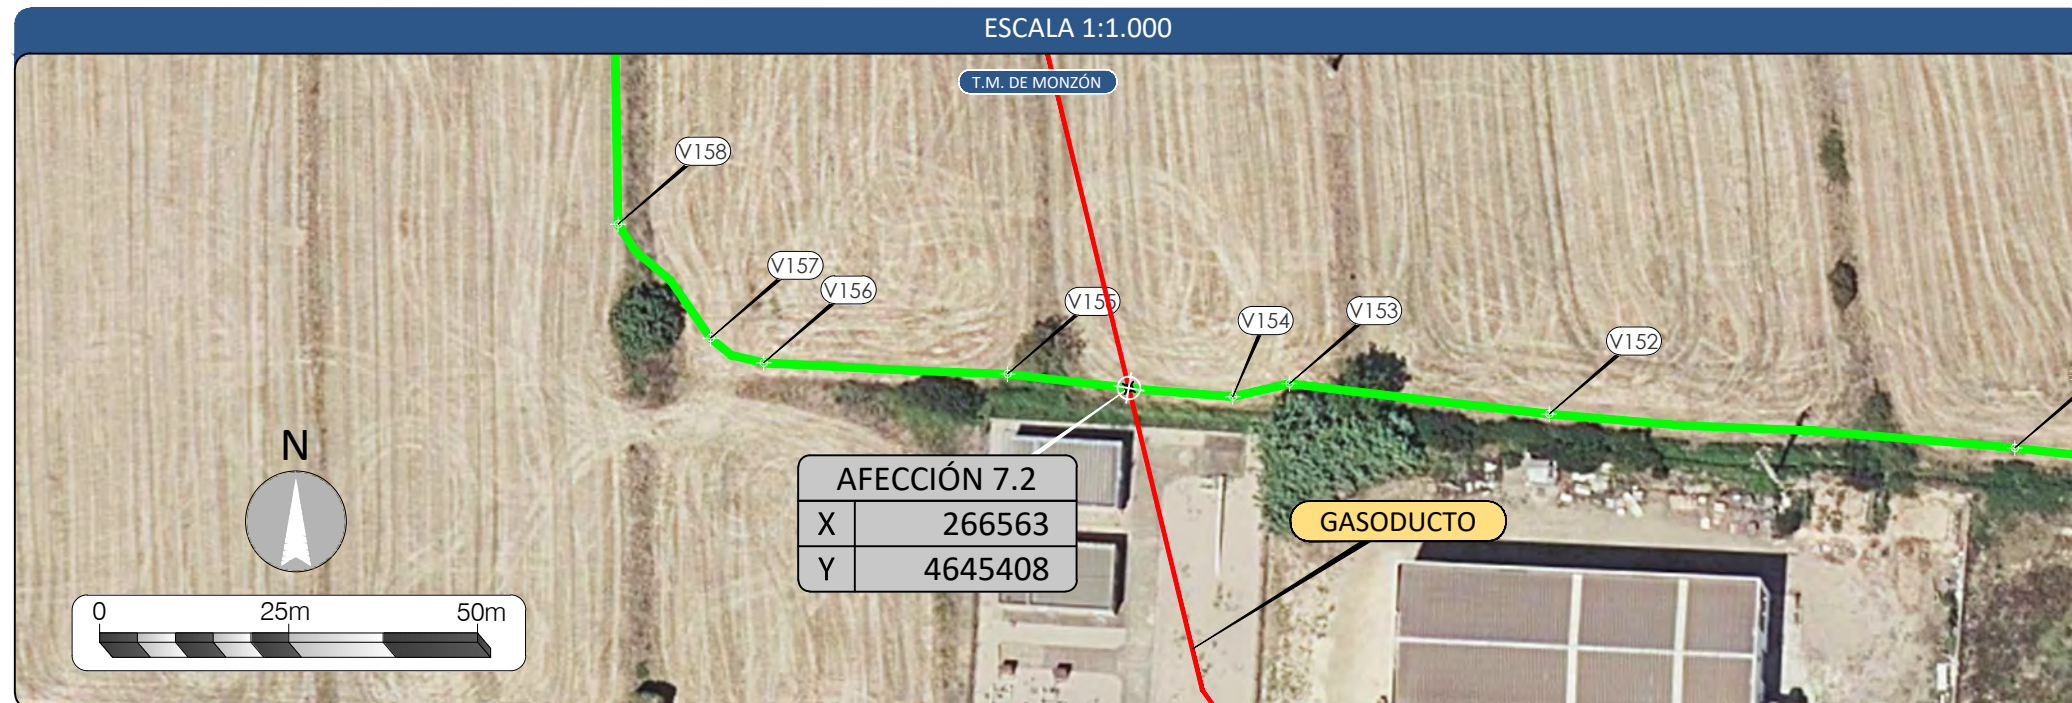 ESCALA 1:1.000
T.M. DE MONZÓN
V158
V157
V156
V155
V154
V153
V152
N
AFECCIÓN 7.2
X 266563
Y 4645408
GASODUCTO
0 25m 50m